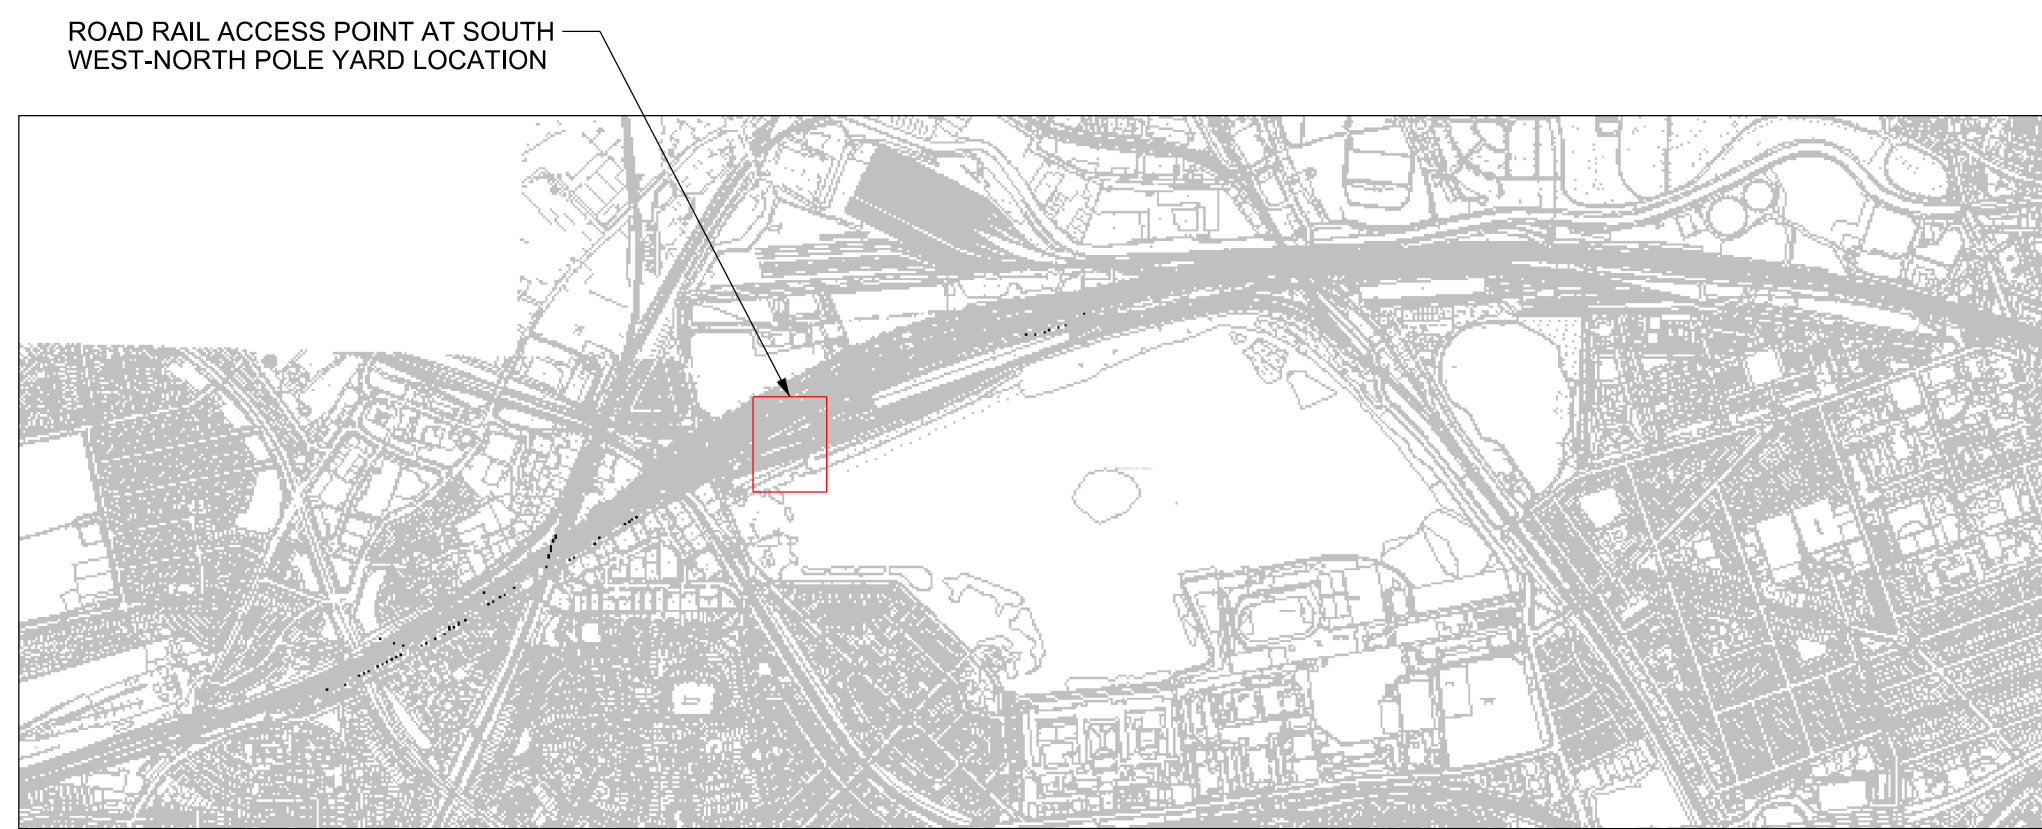 ROAD RAIL ACCESS POINT AT SOUTH
WEST-NORTH POLE YARD LOCATION